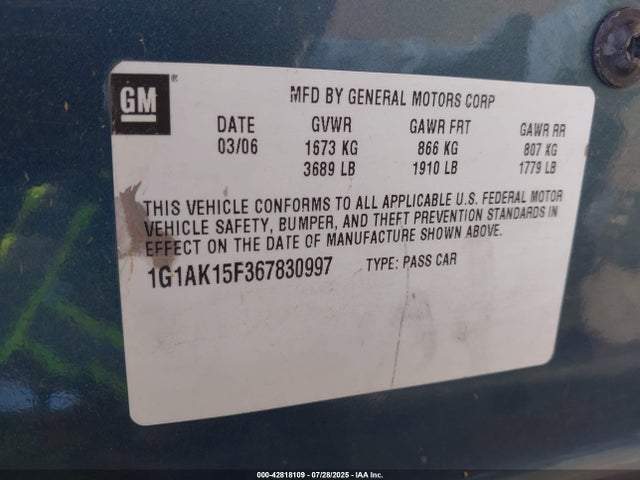 GM®
MFD BY GENERAL MOTORS CORP
DATE GVWR GAWR FRT GAWR RR
03/06 1673 KG 866 KG 807 KG
3689 LB 1910 LB 1779 LB
THIS VEHICLE CONFORMS TO ALL APPLICABLE U.S. FEDERAL MOTOR
VEHICLE SAFETY, BUMPER, AND THEFT PREVENTION STANDARDS IN
EFFECT ON THE DATE OF MANUFACTURE SHOWN ABOVE.
1G1AK15F367830997 TYPE: PASS CAR
000-42818109 | 07/28/2025 | IAA Inc.